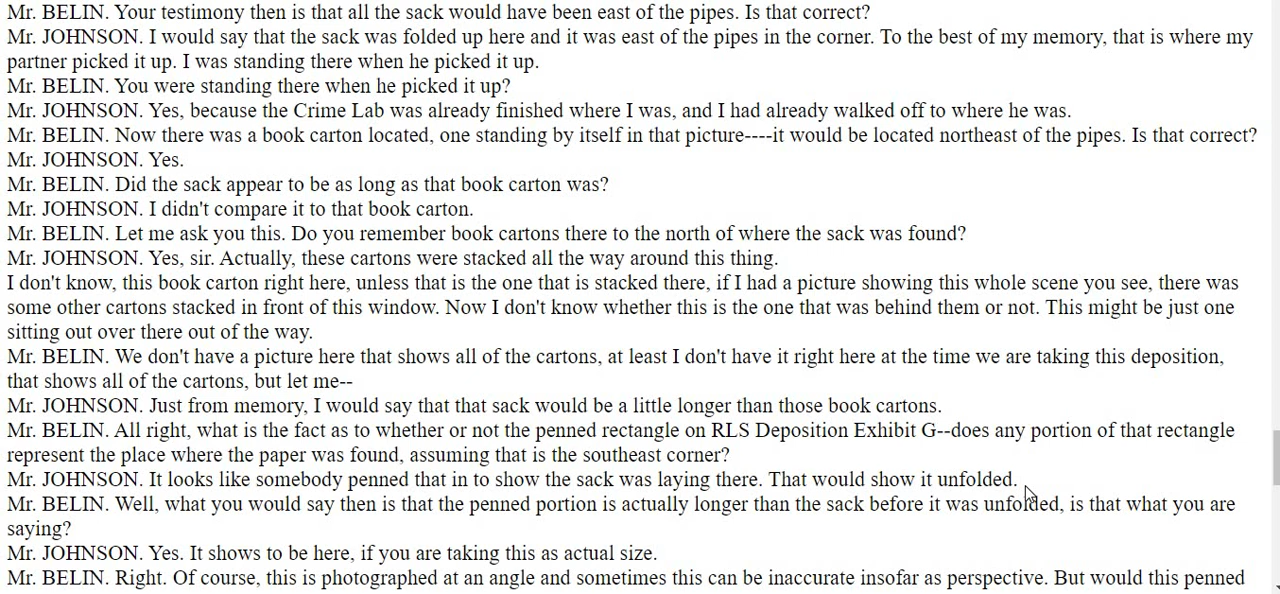 Mr. BELIN. Your testimony then is that all the sack would have been east of the pipes. Is that correct?
Mr. JOHNSON. I would say that the sack was folded up here and it was east of the pipes in the corner. To the best of my memory, that is where my
partner picked it up. I was standing there when he picked it up.
Mr. BELIN. You were standing there when he picked it up?
Mr. JOHNSON. Yes, because the Crime Lab was already finished where I was, and I had already walked off to where he was.
Mr. BELIN. Now there was a book carton located, one standing by itself in that picture----it would be located northeast of the pipes. Is that correct?
Mr. JOHNSON. Yes.
Mr. BELIN. Did the sack appear to be as long as that book carton was?
Mr. JOHNSON. I didn't compare it to that book carton.
Mr. BELIN. Let me ask you this. Do you remember book cartons there to the north of where the sack was found?
Mr. JOHNSON. Yes, sir. Actually, these cartons were stacked all the way around this thing.
I don't know, this book carton right here, unless that is the one that is stacked there, if I had a picture showing this whole scene you see, there was
some other cartons stacked in front of this window. Now I don't know whether this is the one that was behind them or not. This might be just one
sitting out over there out of the way.
Mr. BELIN. We don't have a picture here that shows all of the cartons, at least I don't have it right here at the time we are taking this deposition,
that shows all of the cartons, but let me--
Mr. JOHNSON. Just from memory, I would say that that sack would be a little longer than those book cartons.
Mr. BELIN. All right, what is the fact as to whether or not the penned rectangle on RLS Deposition Exhibit G--does any portion of that rectangle
represent the place where the paper was found, assuming that is the southeast corner?
Mr. JOHNSON. It looks like somebody penned that in to show the sack was laying there. That would show it unfolded.
Mr. BELIN. Well, what you would say then is that the penned portion is actually longer than the sack before it was unfolded, is that what you are
saying?
Mr. JOHNSON. Yes. It shows to be here, if you are taking this as actual size.
Mr. BELIN. Right. Of course, this is photographed at an angle and sometimes this can be inaccurate insofar as perspective. But would this penned